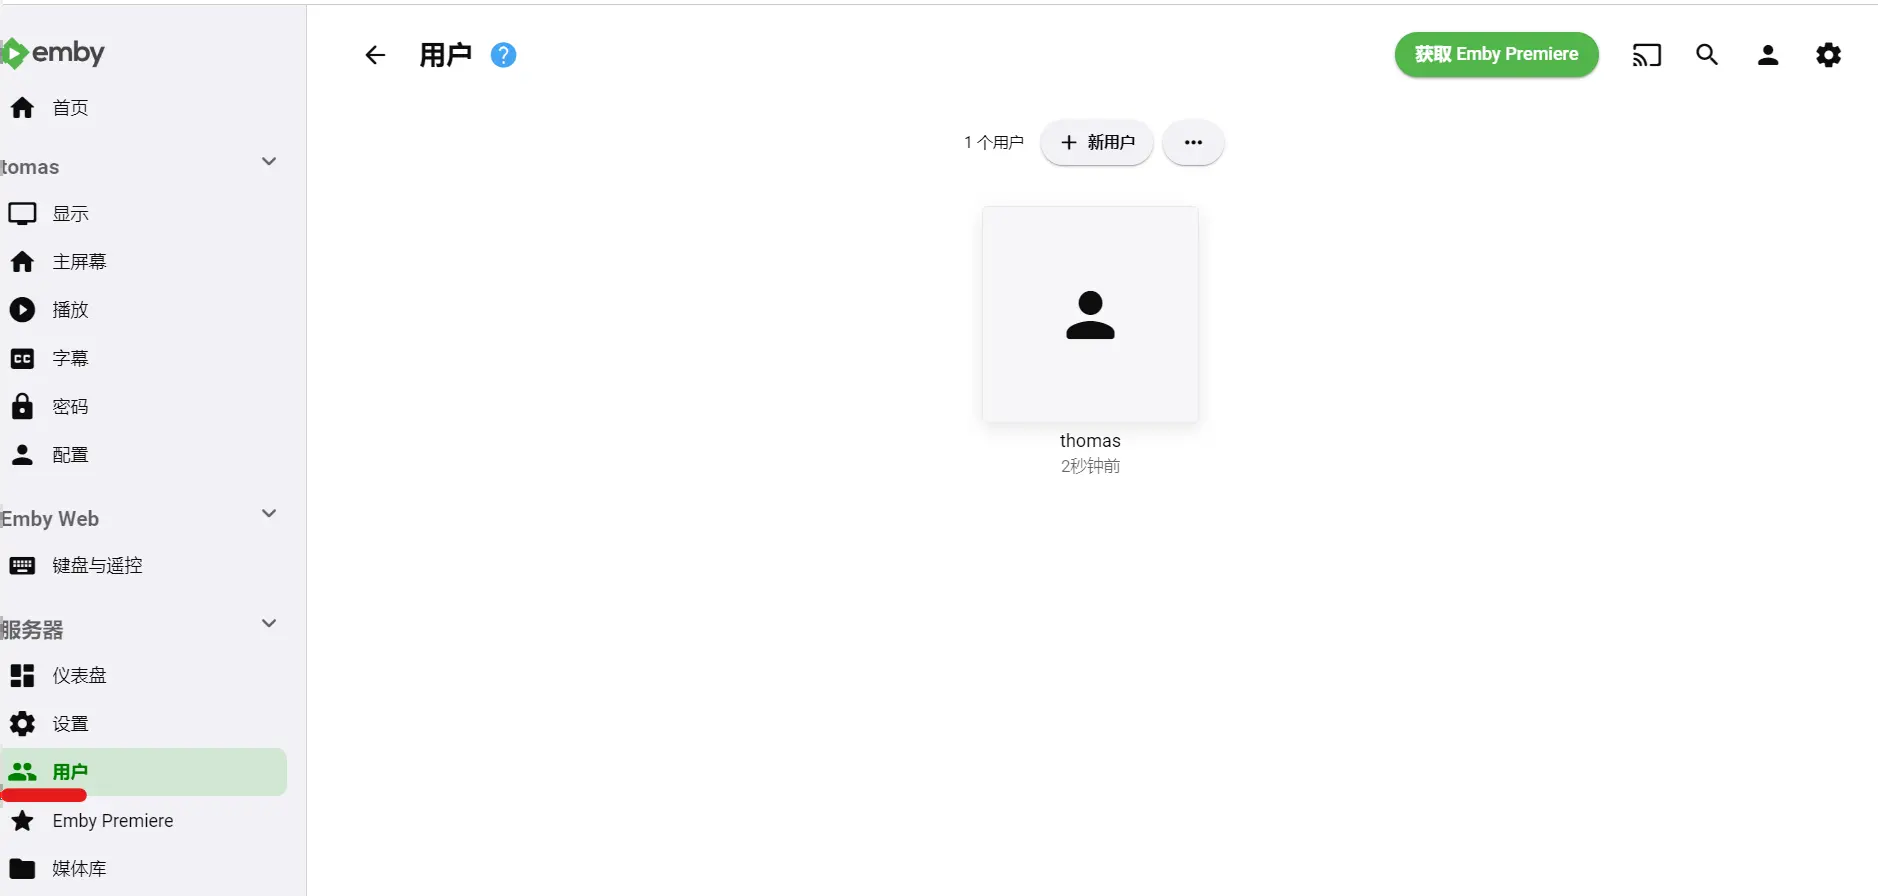 emby
用户
?
获取 Emby Premiere
首页
1 个用户
新用户
tomas
显示
主屏幕
播放
CC 字幕
密码
配置
thomas
2秒钟前
Emby Web
键盘与遥控
服务器
仪表盘
设置
用户
Emby Premiere
媒体库